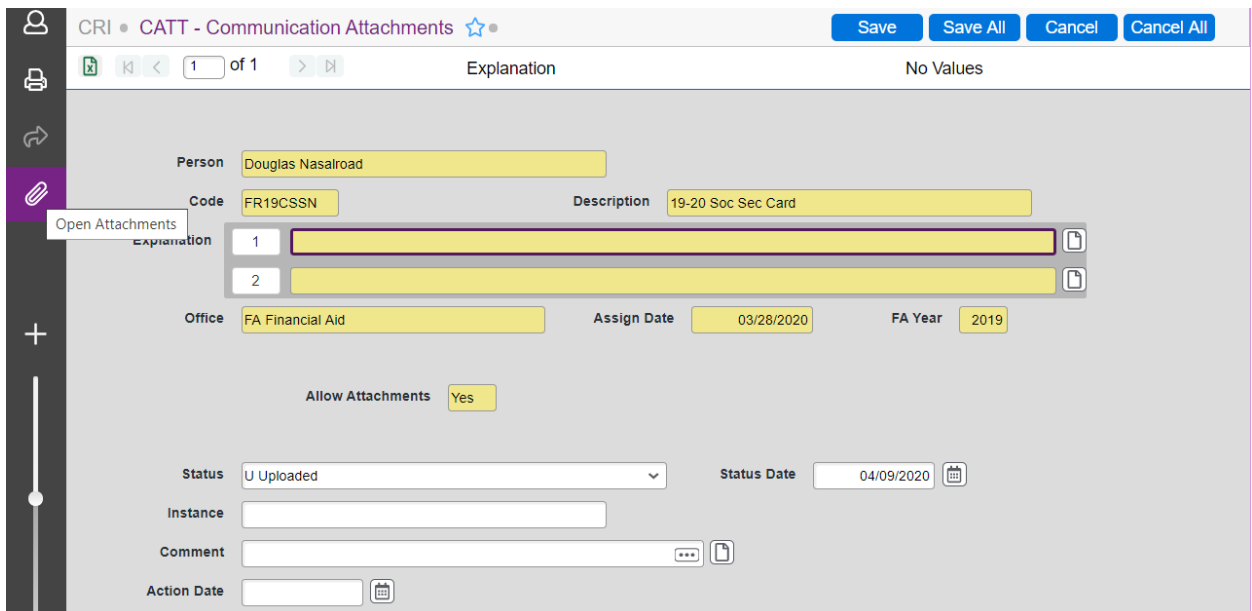 CRI • CATT - Communication Attachments
Save Save All Cancel Cancel All
1 of 1 Explanation No Values
Person Douglas Nasalroad
Code FR19CSSN Description 19-20 Soc Sec Card
Open Attachments
Explanation 1
2
Office FA Financial Aid Assign Date 03/28/2020 FA Year 2019
Allow Attachments Yes
Status U Uploaded Status Date 04/09/2020
Instance
Comment
Action Date